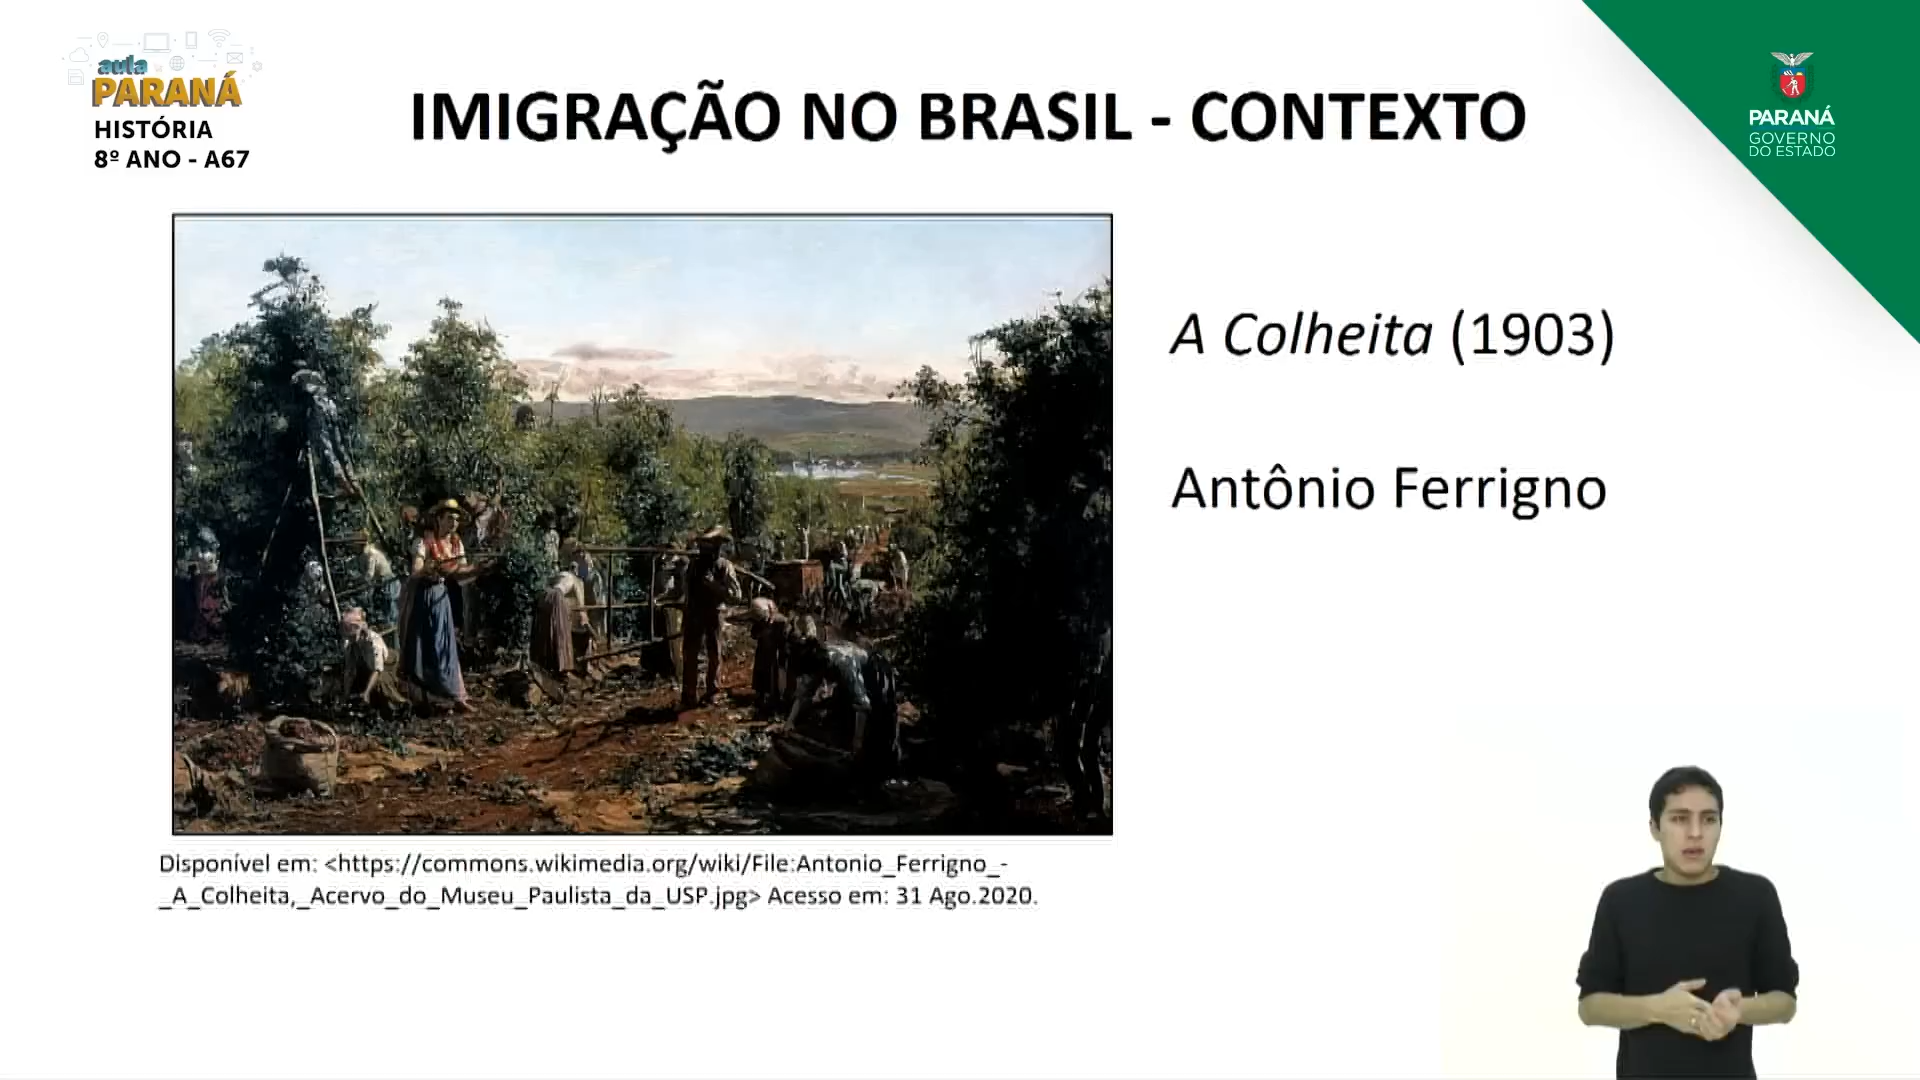 aula
PARANÁ
HISTÓRIA
8º ANO - A67
IMIGRAÇÃO NO BRASIL - CONTEXTO
PARANÁ
GOVERNO
DO ESTADO
A Colheita (1903)
Antônio Ferrigno
Disponível em: <https://commons.wikimedia.org/wiki/File:Antonio_Ferrigno_-
_A_Colheita,_Acervo_do_Museu_Paulista_da_USP.jpg> Acesso em: 31 Ago.2020.